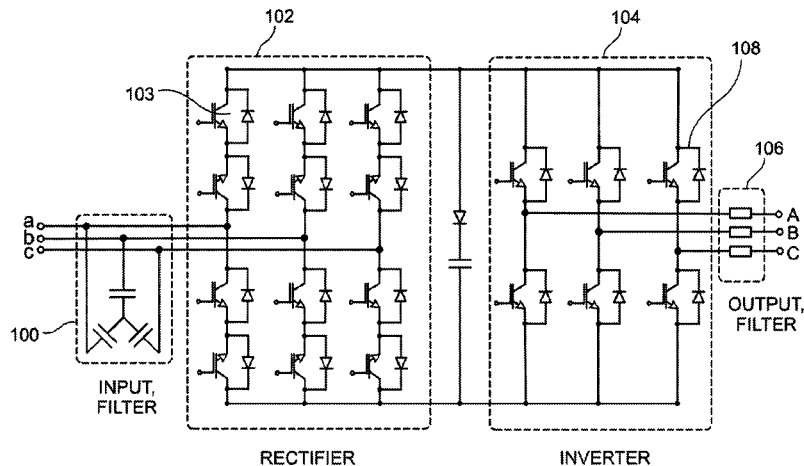 102
104
103
108
106
a
b
c
A
B
C
100
INPUT,
FILTER
OUTPUT,
FILTER
RECTIFIER
INVERTER